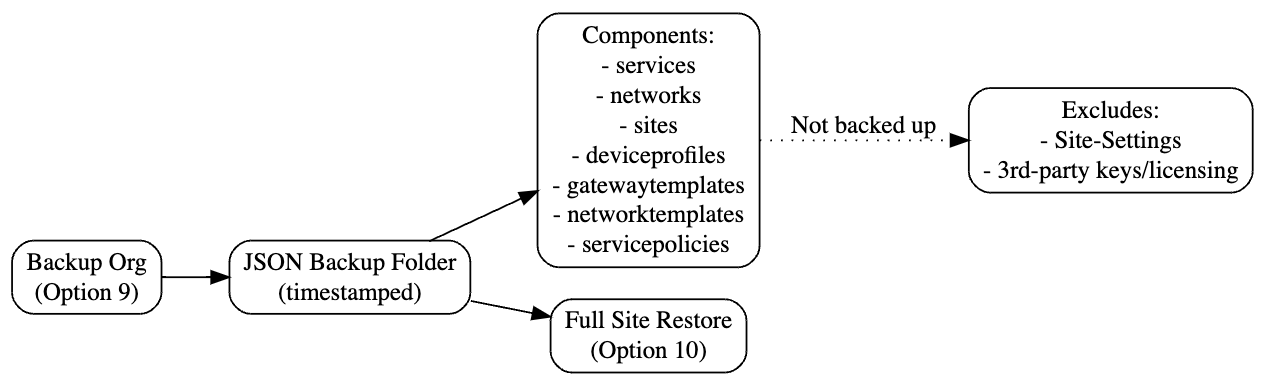 Backup Org
(Option 9)
JSON Backup Folder
(timestamped)
Components:
- services
- networks
- sites
- deviceprofiles
- gatewaytemplates
- networktemplates
- servicepolicies
Not backed up
Excludes:
- Site-Settings
- 3rd-party keys/licensing
Full Site Restore
(Option 10)